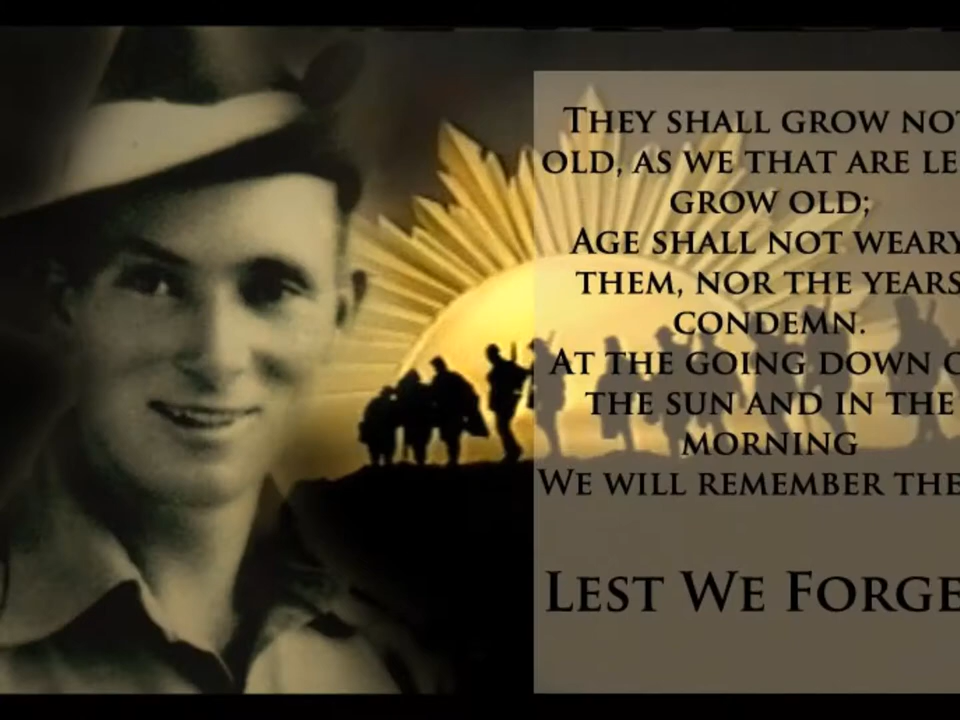 THEY SHALL GROW NOT
OLD, AS WE THAT ARE LE
GROW OLD;
AGE SHALL NOT WEARY
THEM, NOR THE YEARS
CONDEMN.
AT THE GOING DOWN O
THE SUN AND IN THE
MORNING
WE WILL REMEMBER THE
LEST WE FORGE